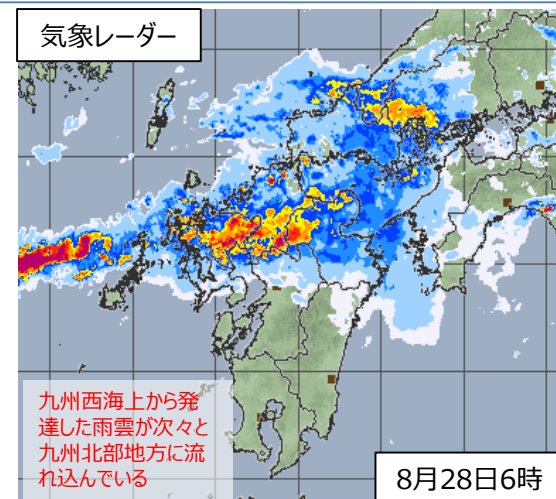 気象レーダー
九州西海上から発
達した雨雲が次々と
九州北部地方に流
れ込んでいる
8月28日6時